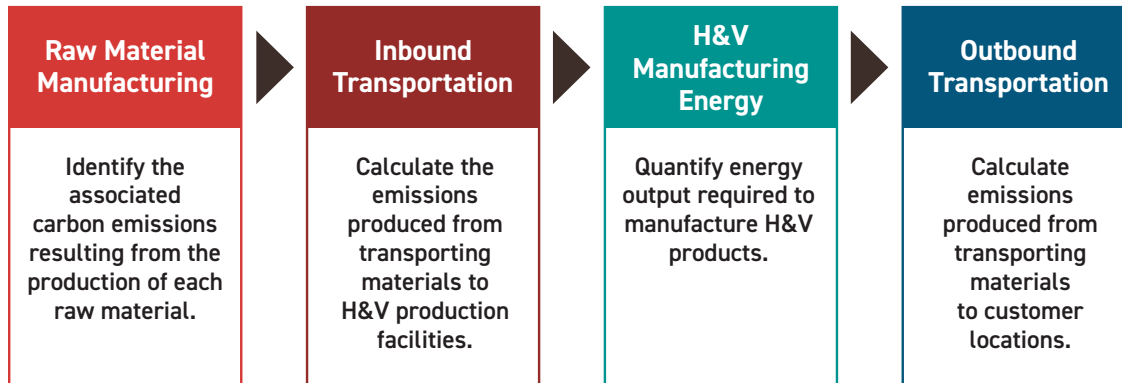 Raw Material
Manufacturing
Identify the
associated
carbon emissions
resulting from the
production of each
raw material.
Inbound
Transportation
Calculate the
emissions
produced from
transporting
materials to
H&V production
facilities.
H&V
Manufacturing
Energy
Quantify energy
output required to
manufacture H&V
products.
Outbound
Transportation
Calculate
emissions
produced from
transporting
materials
to customer
locations.